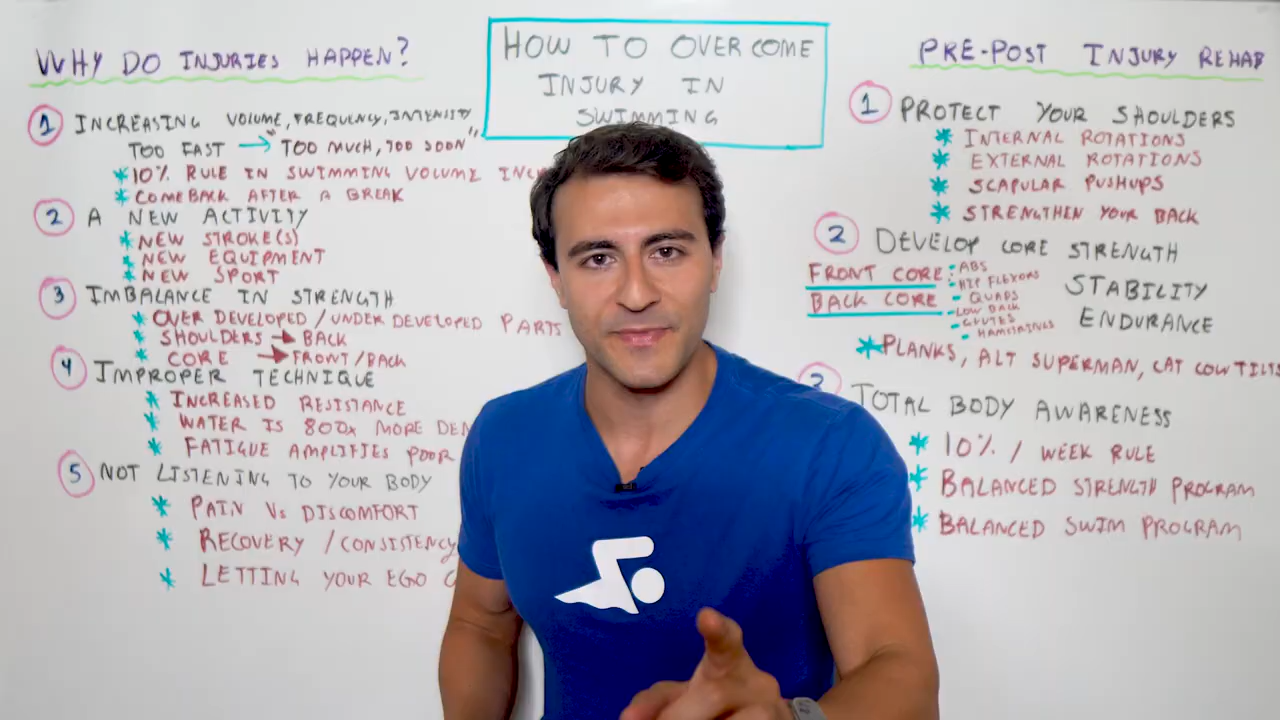 WHY DO INJURIES HAPPEN?
1 INCREASING VOLUME, FREQUENCY, INTENSITY
TOO FAST → "TOO MUCH, TOO SOON"
* 10% RULE IN SWIMMING VOLUME
* COMEBACK AFTER A BREAK
2 A NEW ACTIVITY
* NEW STROKE(S)
* NEW EQUIPMENT
* NEW SPORT
3 IMBALANCE IN STRENGTH
* OVER DEVELOPED / UNDER DEVELOPED PARTS
* SHOULDERS → BACK
* CORE → FRONT/BACK
4 IMPROPER TECHNIQUE
* INCREASED RESISTANCE
* WATER IS 800x MORE DEN
* FATIGUE AMPLIFIES POOR
5 NOT LISTENING TO YOUR BODY
* PAIN VS DISCOMFORT
* RECOVERY / CONSISTENCY
* LETTING YOUR EGO
HOW TO OVERCOME
INJURY IN
SWIMMING
PRE-POST INJURY REHAB
1 PROTECT YOUR SHOULDERS
* INTERNAL ROTATIONS
* EXTERNAL ROTATIONS
* SCAPULAR PUSHUPS
* STRENGTHEN YOUR BACK
2 DEVELOP CORE STRENGTH
STABILITY
ENDURANCE
FRONT CORE: - ABS
- HIP FLEXORS
- QUADS
BACK CORE - LOW BACK
- GLUTES
- HAMSTRINGS
* PLANKS, ALT SUPERMAN, CAT COW TILTS
3 TOTAL BODY AWARENESS
* 10% / WEEK RULE
* BALANCED STRENGTH PROGRAM
* BALANCED SWIM PROGRAM